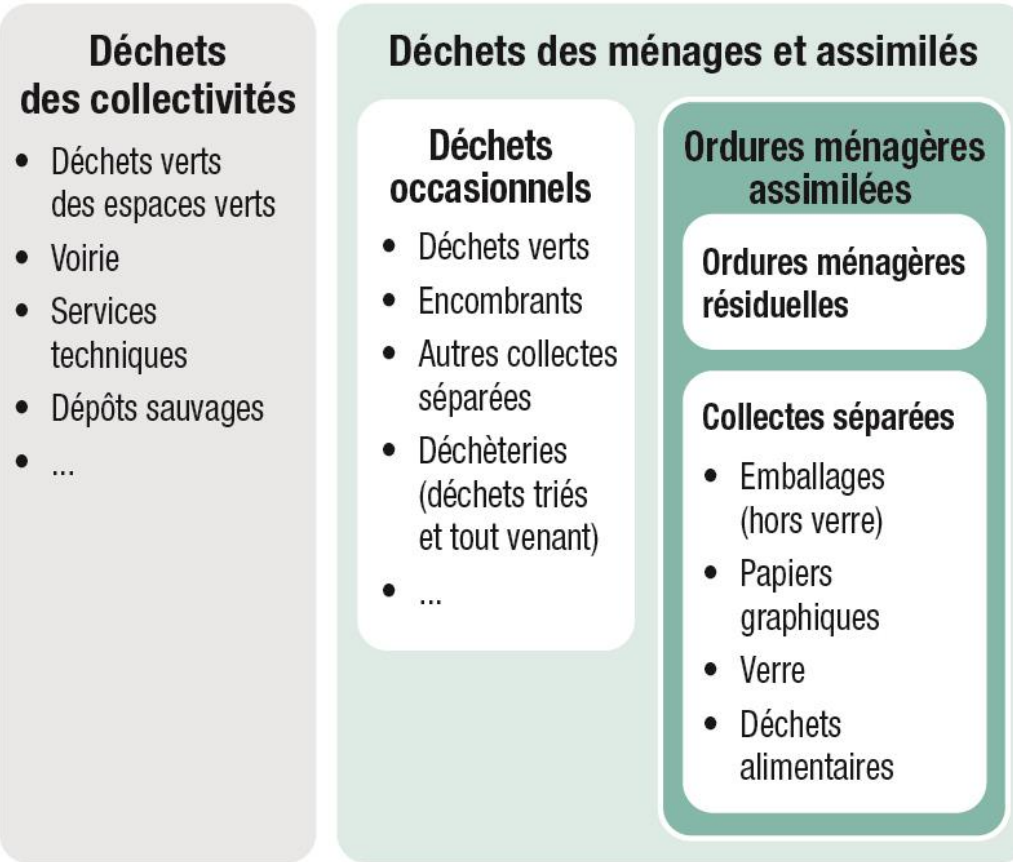 Déchets
des collectivités
• Déchets verts
des espaces verts
• Voirie
• Services
techniques
• Dépôts sauvages
• ...
Déchets des ménages et assimilés
Déchets
occasionnels
• Déchets verts
• Encombrants
• Autres collectes
séparées
• Déchèteries
(déchets triés
et tout venant)
• ...
Ordures ménagères
assimilées
Ordures ménagères
résiduelles
Collectes séparées
• Emballages
(hors verre)
• Papiers
graphiques
• Verre
• Déchets
alimentaires